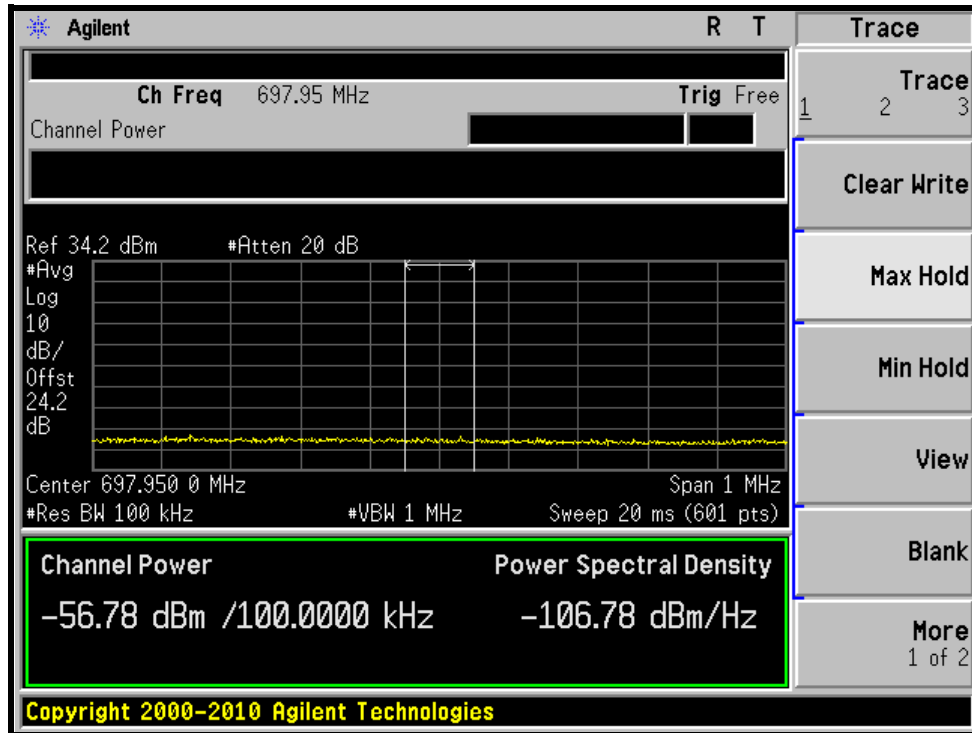 Agilent R T
Ch Freq 697.95 MHz Trig Free
Channel Power
Ref 34.2 dBm #Atten 20 dB
#Avg
Log
10
dB/
Offst
24.2
dB
Center 697.950 0 MHz Span 1 MHz
#Res BW 100 kHz #VBW 1 MHz Sweep 20 ms (601 pts)
Channel Power Power Spectral Density
-56.78 dBm /100.0000 kHz -106.78 dBm/Hz
Copyright 2000-2010 Agilent Technologies
Trace
Trace
1 2 3
Clear Write
Max Hold
Min Hold
View
Blank
More
1 of 2